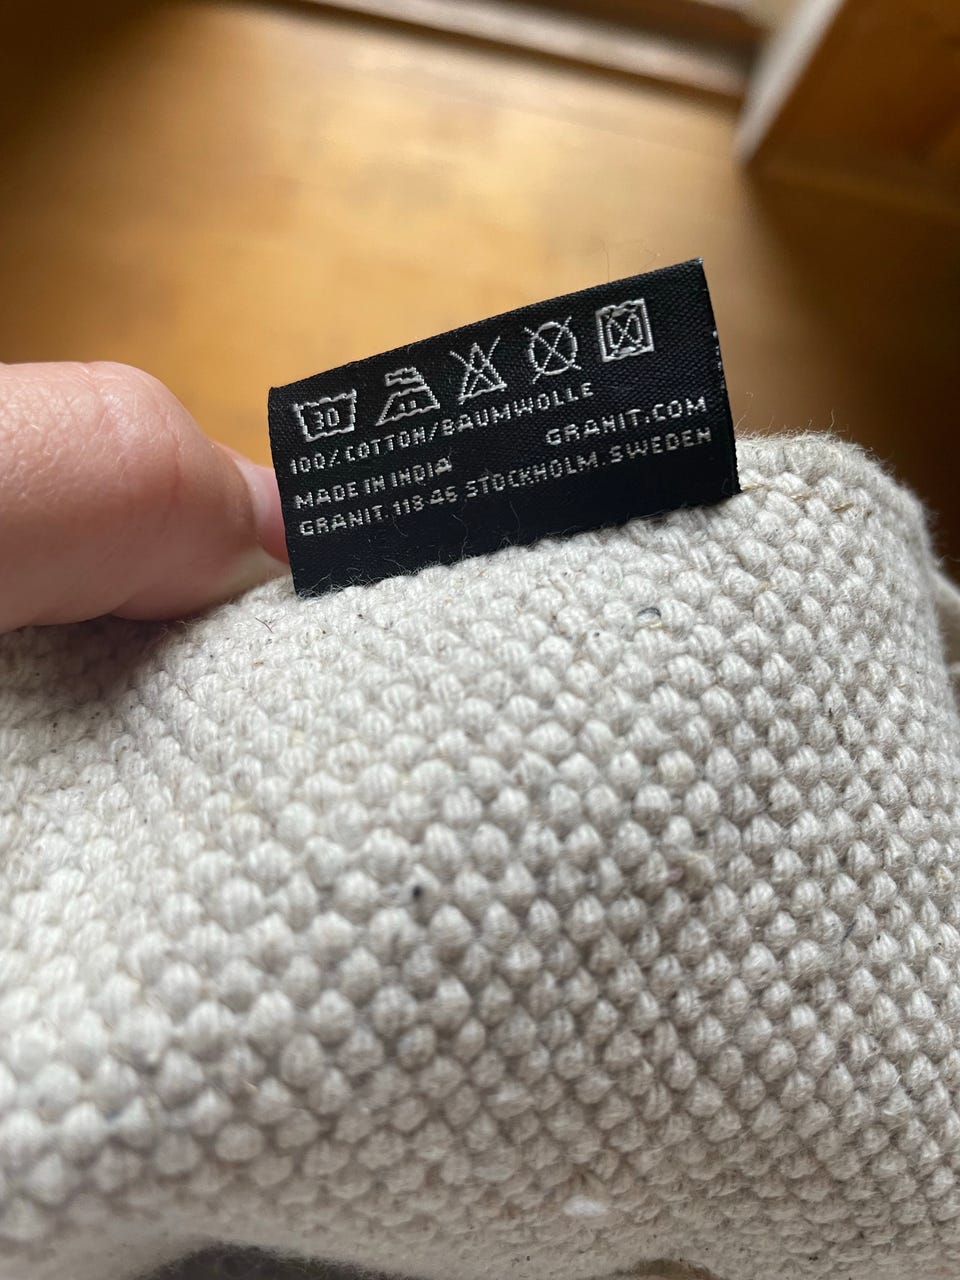 30
100% COTTON/BAUMWOLLE
GRANIT.COM
MADE IN INDIA
GRANIT. 118 46 STOCKHOLM. SWEDEN